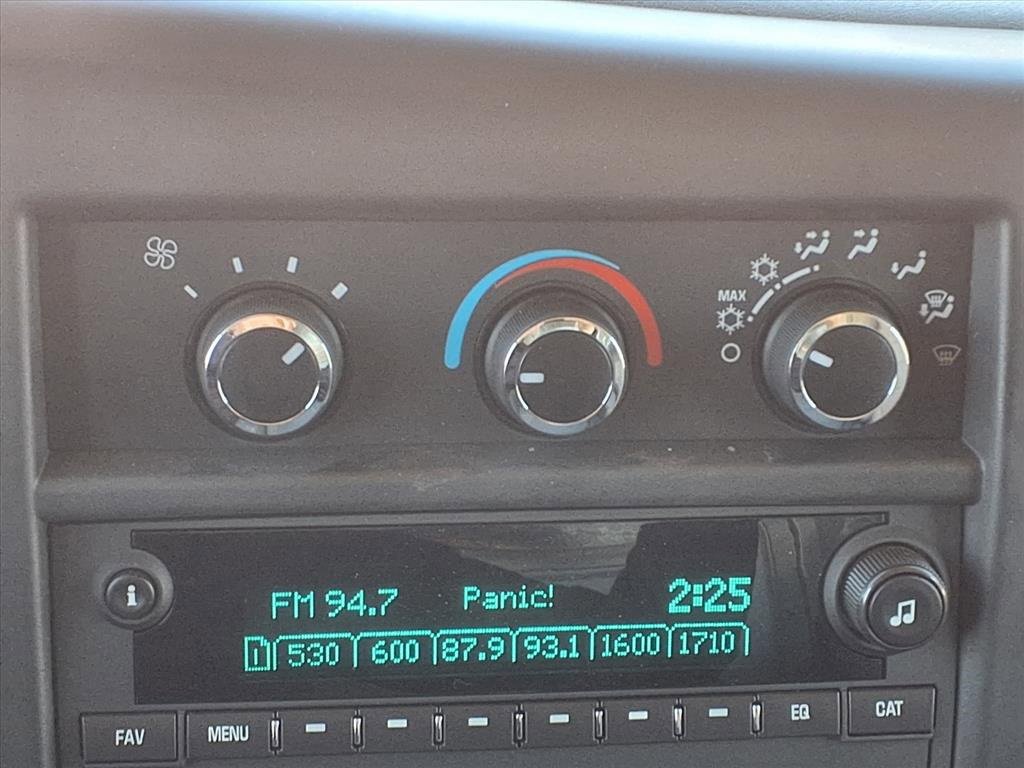 MAX
i
FM 94.7 Panic! 2:25
1 530 600 87.9 93.1 1600 1710
FAV MENU EQ CAT